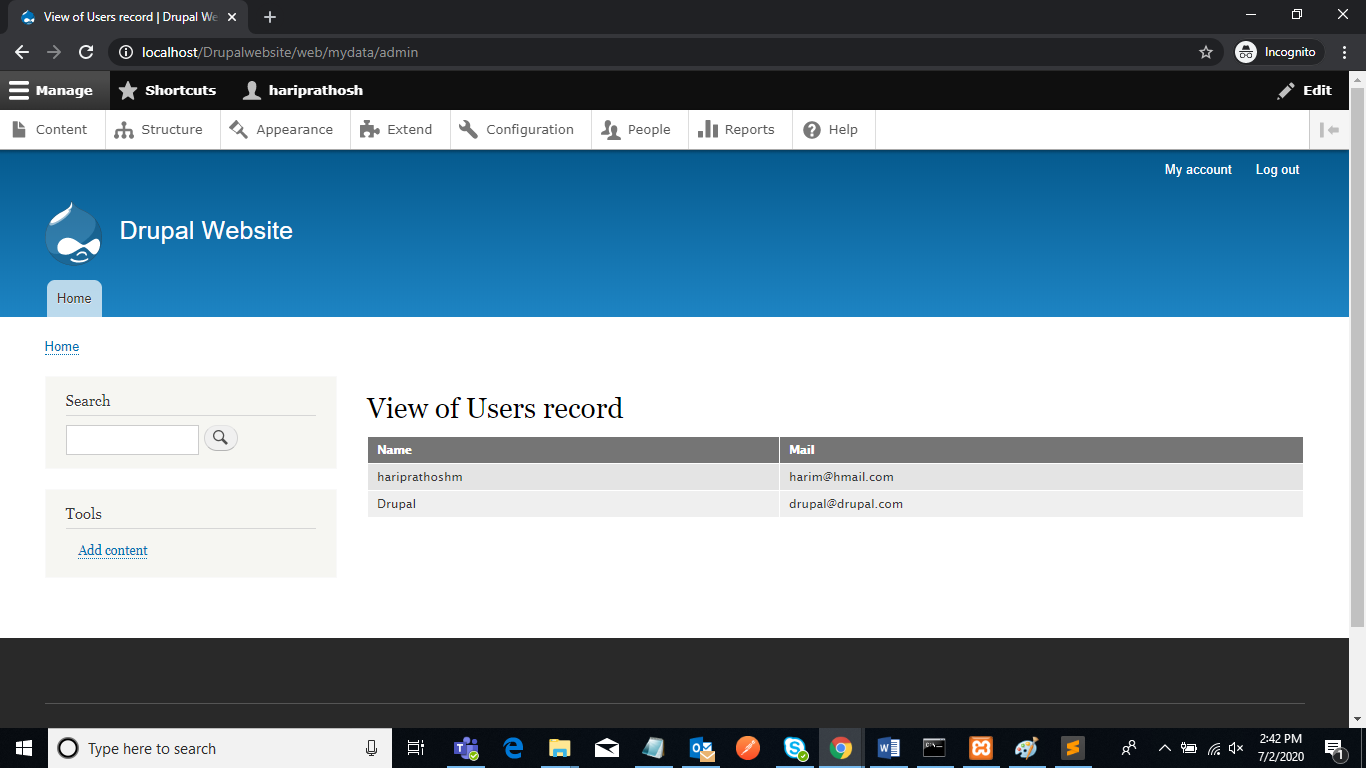 View of Users record | Drupal We
localhost/Drupalwebsite/web/mydata/admin
Incognito
Manage Shortcuts hariprathosh Edit
Content Structure Appearance Extend Configuration People Reports Help
My account Log out
Drupal Website
Home
Home
Search
Tools
Add content
View of Users record
Name Mail
hariprathoshm harim@hmail.com
Drupal drupal@drupal.com
Type here to search
2:42 PM
7/2/2020
1